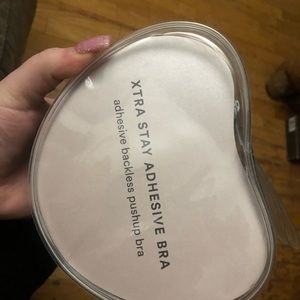 XTRA STAY ADHESIVE BRA
adhesive backless pushup bra